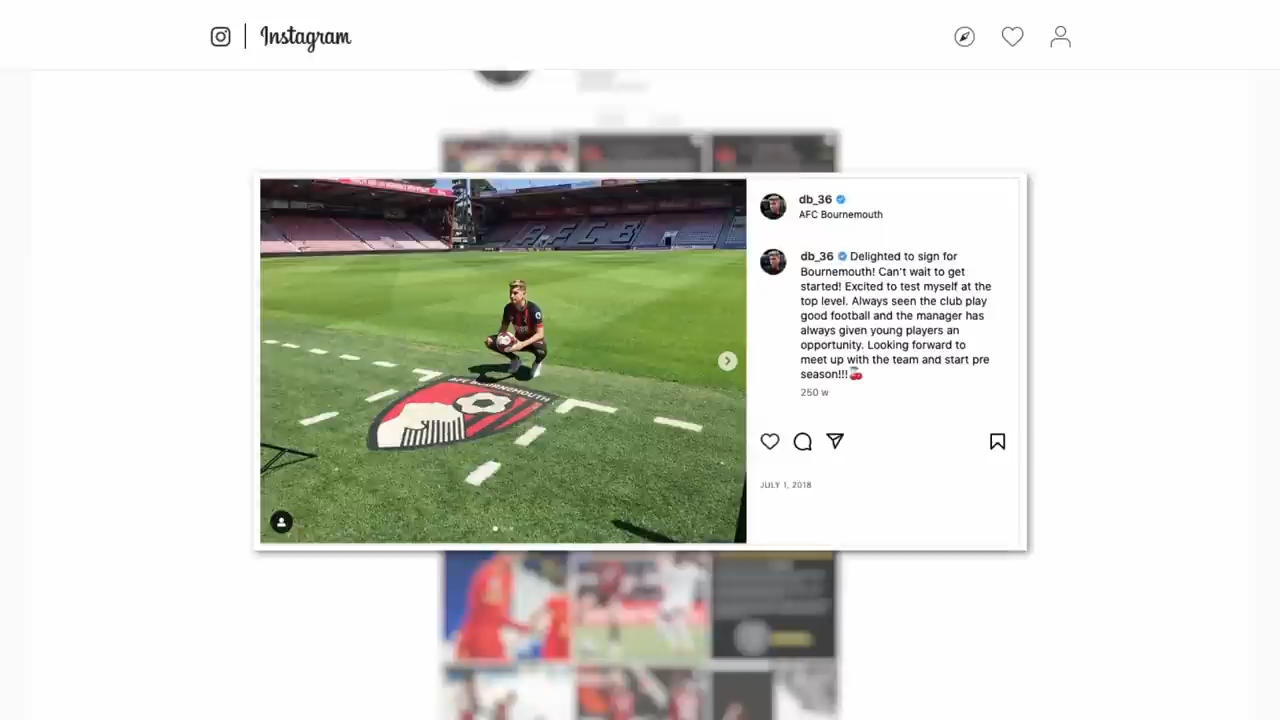 Instagram
AFCB
AFC BOURNEMOUTH
db_36
AFC Bournemouth
db_36 Delighted to sign for
Bournemouth! Can't wait to get
started! Excited to test myself at the
top level. Always seen the club play
good football and the manager has
always given young players an
opportunity. Looking forward to
meet up with the team and start pre
season!!!🍒
250 w
JULY 1, 2018